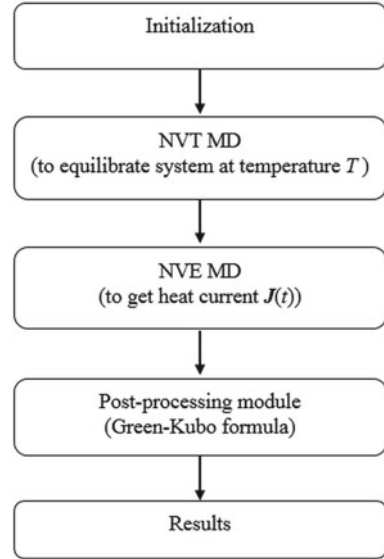 Initialization
NVT MD
(to equilibrate system at temperature T )
NVE MD
(to get heat current J(t))
Post-processing module
(Green-Kubo formula)
Results